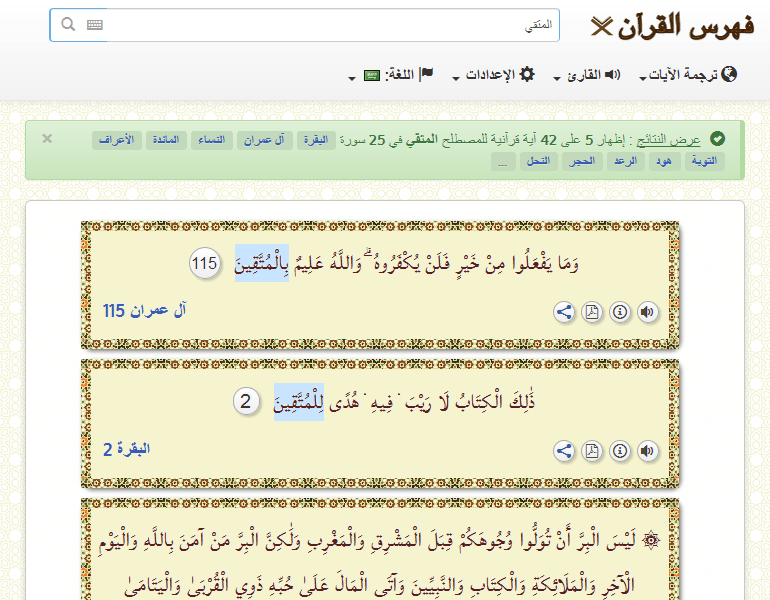 فهرس القرآن
المتقي
ترجمة الآيات القارئ الإعدادات اللغة:
عرض النتائج : إظهار 5 على 42 آية قرآنية للمصطلح المتقي في 25 سورة البقرة آل عمران النساء المائدة الأعراف ×
التوبة هود الرعد الحجر النحل ...
وَمَا يَفْعَلُوا مِنْ خَيْرٍ فَلَنْ يُكْفَرُوهُ ۗ وَاللَّهُ عَلِيمٌ بِالْمُتَّقِينَ 115
آل عمران 115
ذَٰلِكَ الْكِتَابُ لَا رَيْبَ ۛ فِيهِ ۛ هُدًى لِلْمُتَّقِينَ 2
البقرة 2
۞ لَيْسَ الْبِرَّ أَنْ تُوَلُّوا وُجُوهَكُمْ قِبَلَ الْمَشْرِقِ وَالْمَغْرِبِ وَلَٰكِنَّ الْبِرَّ مَنْ آمَنَ بِاللَّهِ وَالْيَوْمِ
الْآخِرِ وَالْمَلَائِكَةِ وَالْكِتَابِ وَالنَّبِيِّينَ وَآتَى الْمَالَ عَلَىٰ حُبِّهِ ذَوِي الْقُرْبَىٰ وَالْيَتَامَىٰ